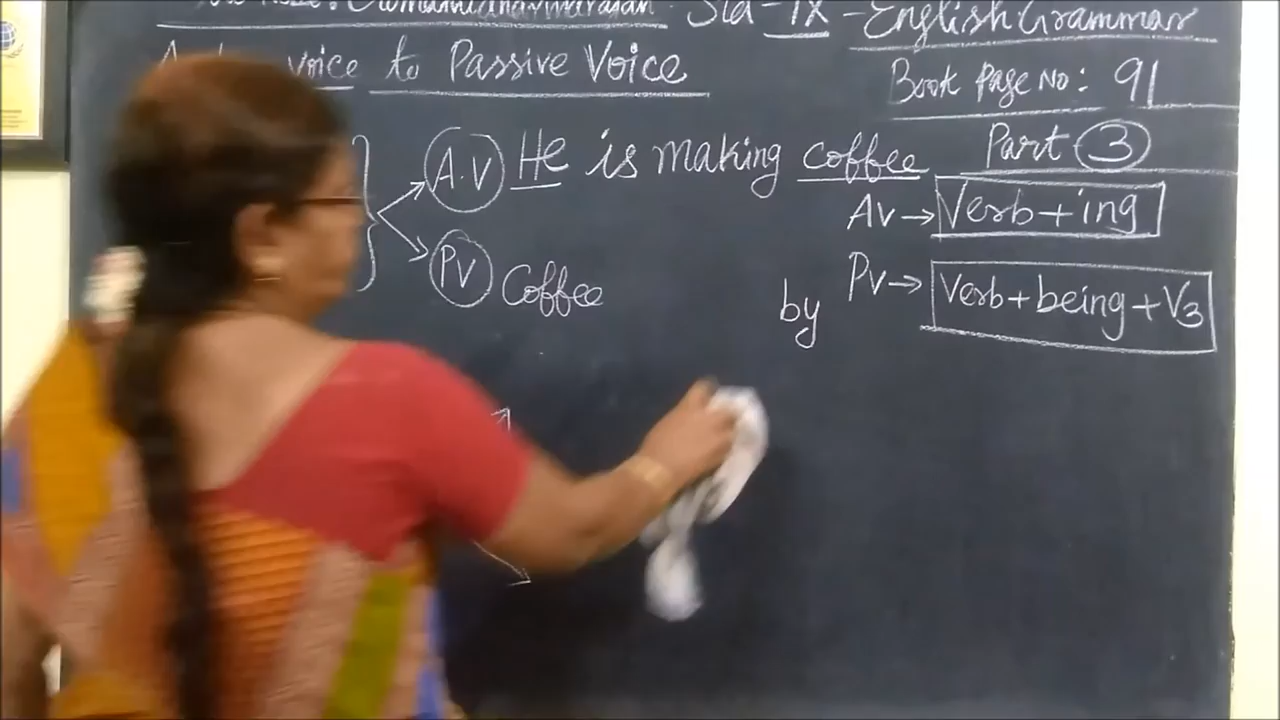 Std-IX - English Grammar
voice to Passive Voice
Book Page No: 91
Part 3
A.V He is making coffee
AV→ Verb+ing
PV Coffee by
PV→ Verb+being+V3